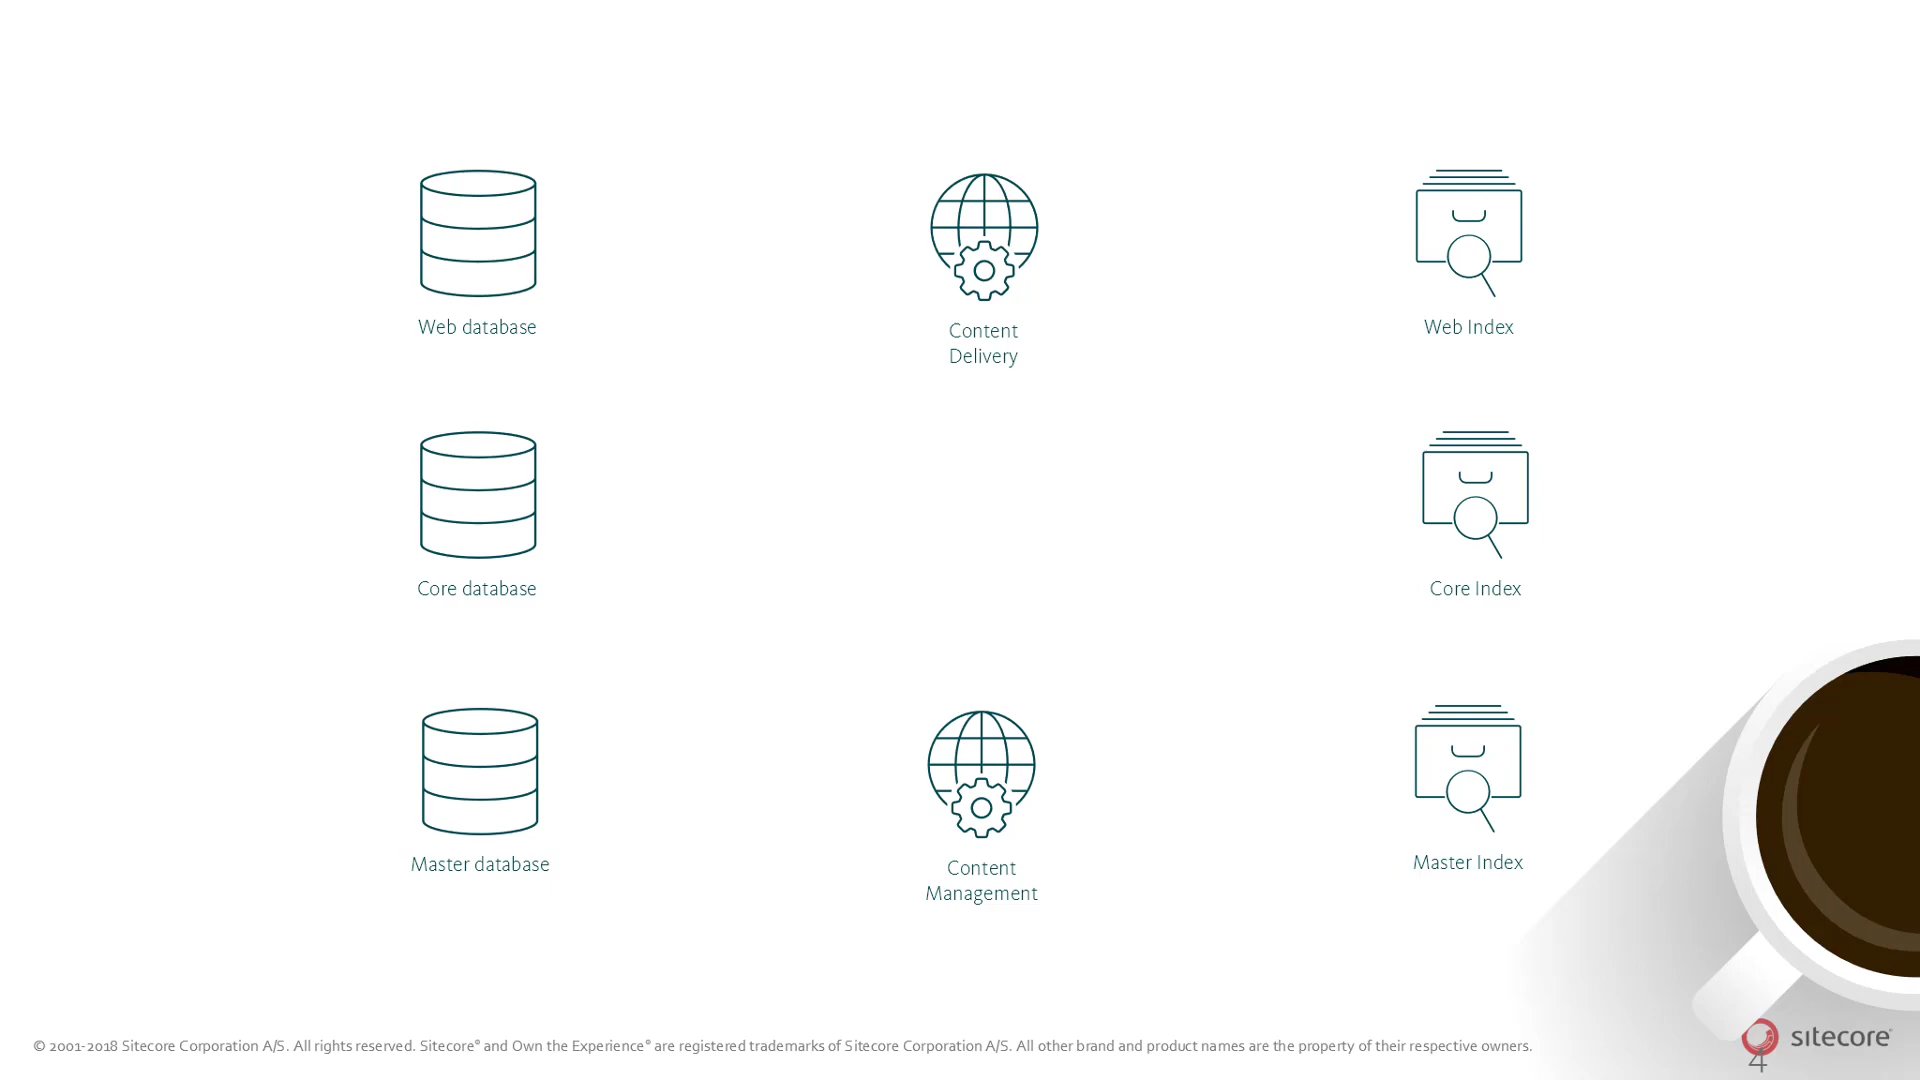 Web database
Content
Delivery
Web Index
Core database
Core Index
Master database
Content
Management
Master Index
© 2001-2018 Sitecore Corporation A/S. All rights reserved. Sitecore® and Own the Experience® are registered trademarks of Sitecore Corporation A/S. All other brand and product names are the property of their respective owners.
sitecore®
4